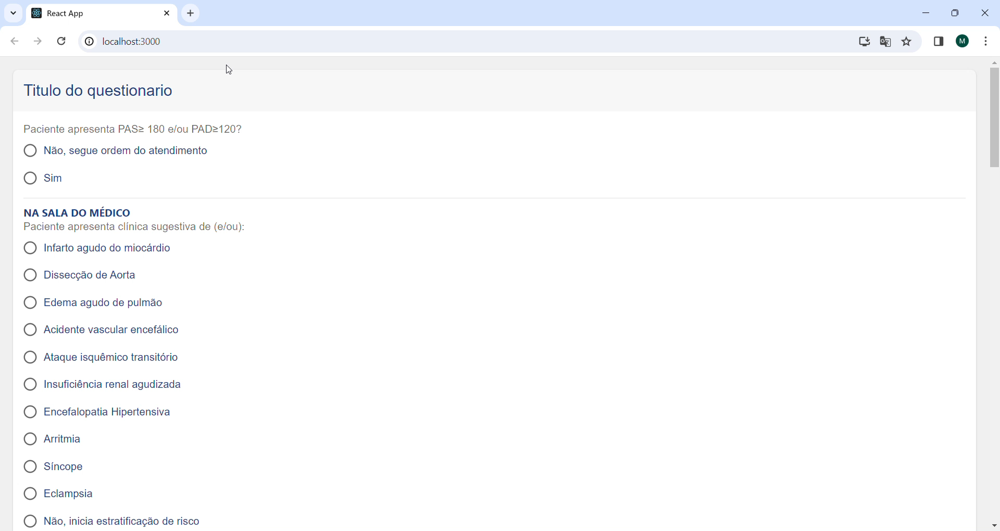 React App
localhost:3000
M
Titulo do questionario
Paciente apresenta PAS≥ 180 e/ou PAD≥120?
Não, segue ordem do atendimento
Sim
NA SALA DO MÉDICO
Paciente apresenta clínica sugestiva de (e/ou):
Infarto agudo do miocárdio
Dissecção de Aorta
Edema agudo de pulmão
Acidente vascular encefálico
Ataque isquêmico transitório
Insuficiência renal agudizada
Encefalopatia Hipertensiva
Arritmia
Síncope
Eclampsia
Não, inicia estratificação de risco